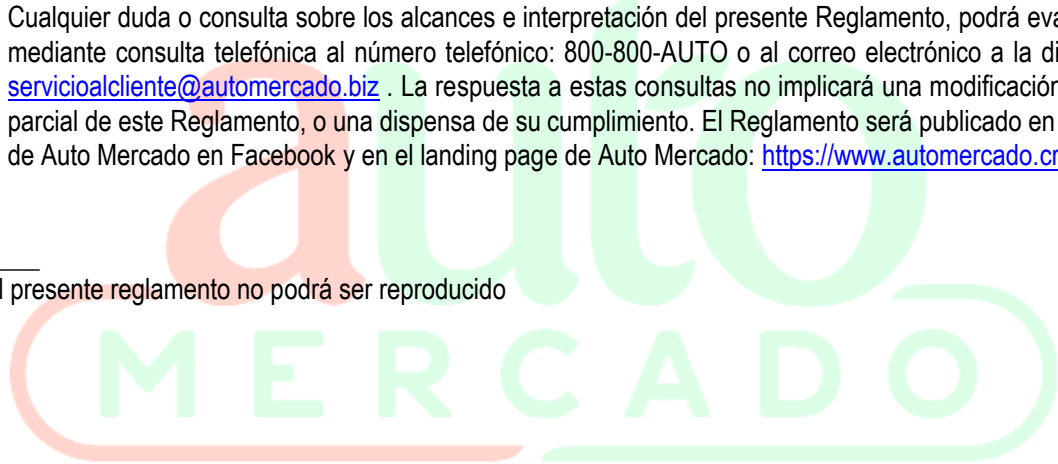 Cualquier duda o consulta sobre los alcances e interpretación del presente Reglamento, podrá
mediante consulta telefónica al número telefónico: 800-800-AUTO o al correo electrónico a la
servicioalcliente@automercado.biz . La respuesta a estas consultas no implicará una modificación
parcial de este Reglamento, o una dispensa de su cumplimiento. El Reglamento será publicado en
de Auto Mercado en Facebook y en el landing page de Auto Mercado: https://www.automercado.cr
presente reglamento no podrá ser reproducido
auto
MERCADO